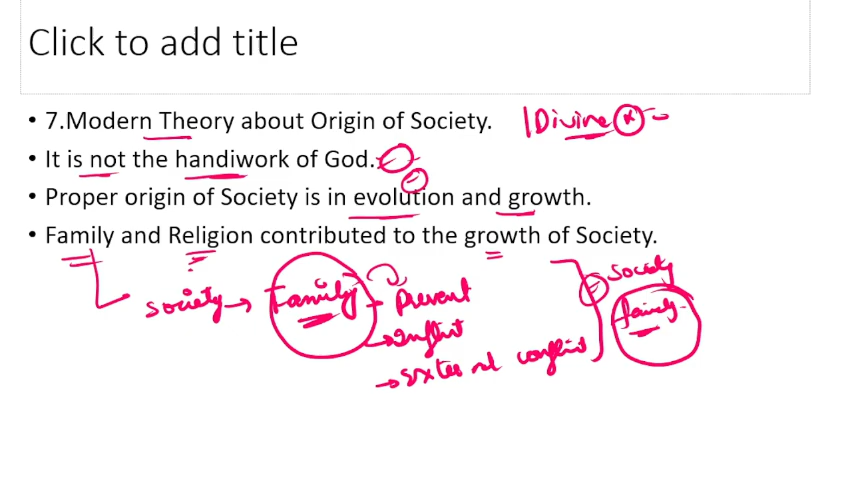 Click to add title
• 7.Modern Theory about Origin of Society. Divine
• It is not the handiwork of God.
• Proper origin of Society is in evolution and growth.
• Family and Religion contributed to the growth of Society.
Society
society → Family Prevent
family
conflict